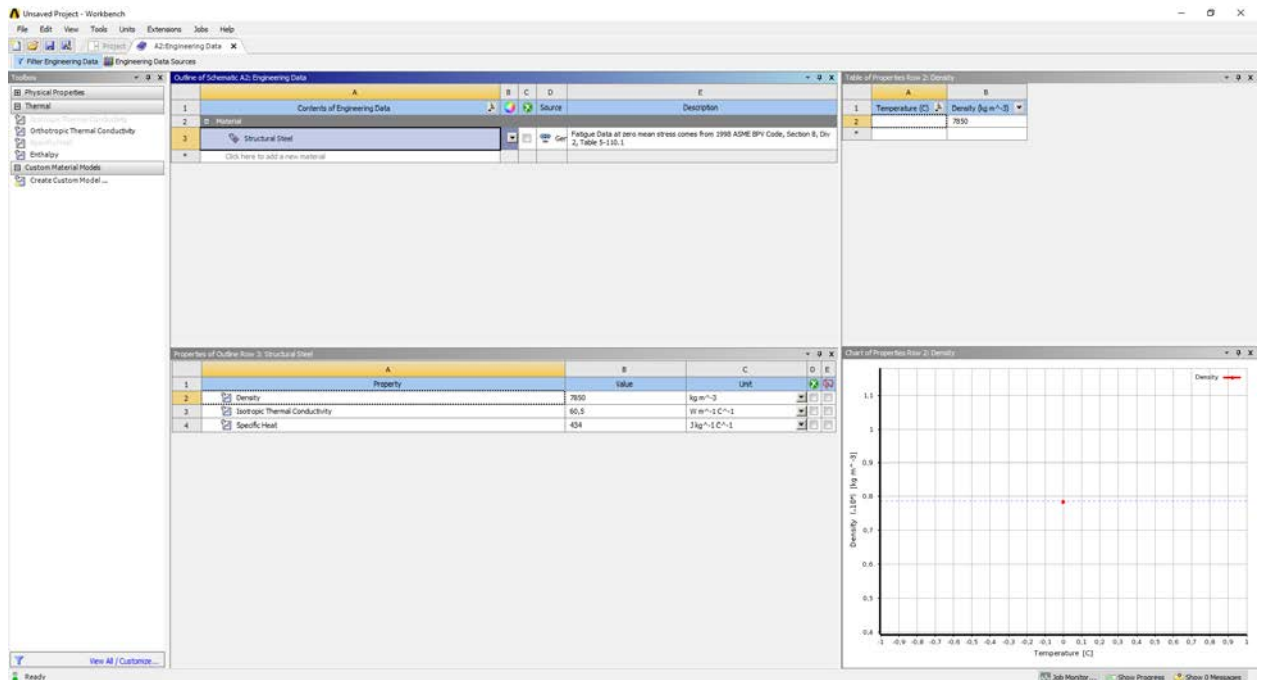 Unsaved Project - Workbench
File Edit View Tools Units Extensions Jobs Help
Project A2:Engineering Data
Filter Engineering Data Engineering Data Sources
Toolbox
Physical Properties
Thermal
Isotropic Thermal Conductivity
Orthotropic Thermal Conductivity
Specific Heat
Enthalpy
Custom Material Models
Create Custom Model ...
View All / Customize...
Outline of Schematic A2: Engineering Data
A B C D E
1 Contents of Engineering Data Source Description
2 Material
3 Structural Steel Ger Fatigue Data at zero mean stress comes from 1998 ASME BPV Code, Section 8, Div
2, Table 5-110.1
* Click here to add a new material
Table of Properties Row 2: Density
A B
1 Temperature (C) Density (kg m^-3)
2 7850
*
Properties of Outline Row 3: Structural Steel
A B C D E
1 Property Value Unit
2 Density 7850 kg m^-3
3 Isotropic Thermal Conductivity 60,5 W m^-1 C^-1
4 Specific Heat 434 J kg^-1 C^-1
Chart of Properties Row 2: Density
Density
1,1
1
0,9
0,8
0,7
0,6
0,5
0,4
Density (.10⁴) [kg m^-3]
-1 -0,9 -0,8 -0,7 -0,6 -0,5 -0,4 -0,3 -0,2 -0,1 0 0,1 0,2 0,3 0,4 0,5 0,6 0,7 0,8 0,9 1
Temperature [C]
Ready
Job Monitor... Show Progress Show 0 Messages